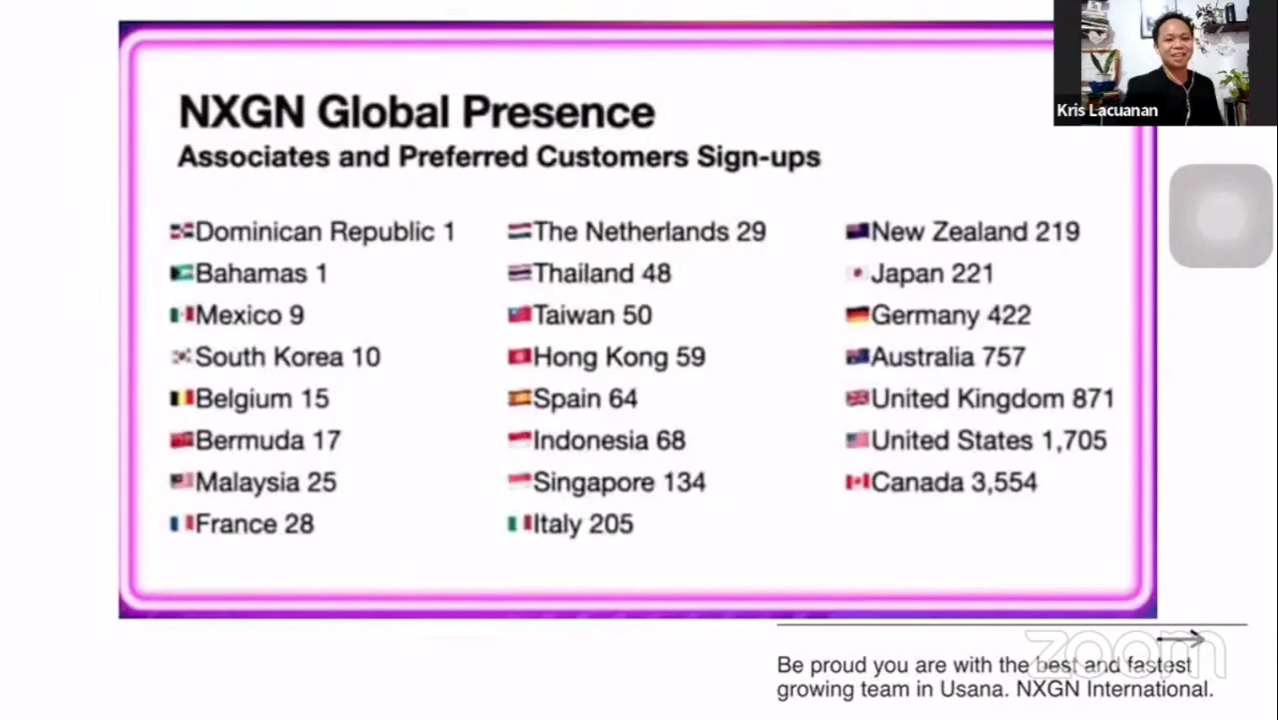 NXGN Global Presence
Associates and Preferred Customers Sign-ups
Dominican Republic 1
Bahamas 1
Mexico 9
South Korea 10
Belgium 15
Bermuda 17
Malaysia 25
France 28
The Netherlands 29
Thailand 48
Taiwan 50
Hong Kong 59
Spain 64
Indonesia 68
Singapore 134
Italy 205
New Zealand 219
Japan 221
Germany 422
Australia 757
United Kingdom 871
United States 1,705
Canada 3,554
Kris Lacuanan
zoom
Be proud you are with the best and fastest
growing team in Usana. NXGN International.